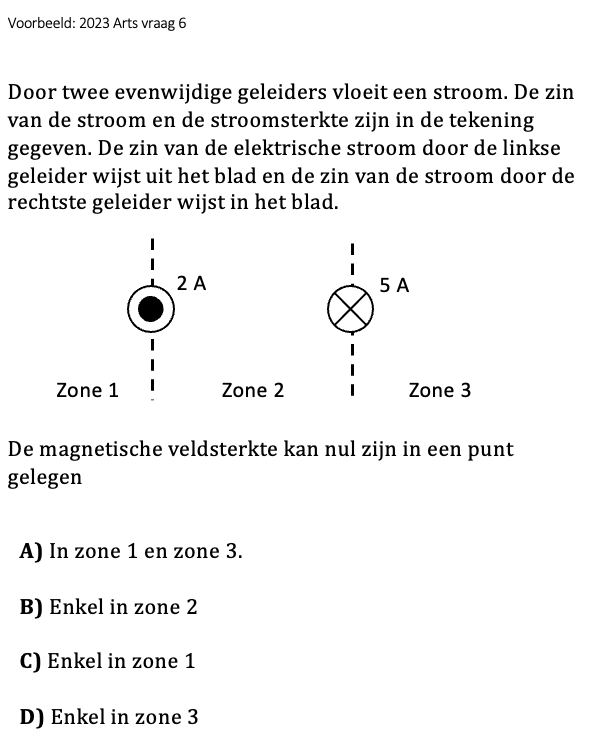 Voorbeeld: 2023 Arts vraag 6
Door twee evenwijdige geleiders vloeit een stroom. De zin
van de stroom en de stroomsterkte zijn in de tekening
gegeven. De zin van de elektrische stroom door de linkse
geleider wijst uit het blad en de zin van de stroom door de
rechtste geleider wijst in het blad.
2 A
5 A
Zone 1
Zone 2
Zone 3
De magnetische veldsterkte kan nul zijn in een punt
gelegen
A) In zone 1 en zone 3.
B) Enkel in zone 2
C) Enkel in zone 1
D) Enkel in zone 3